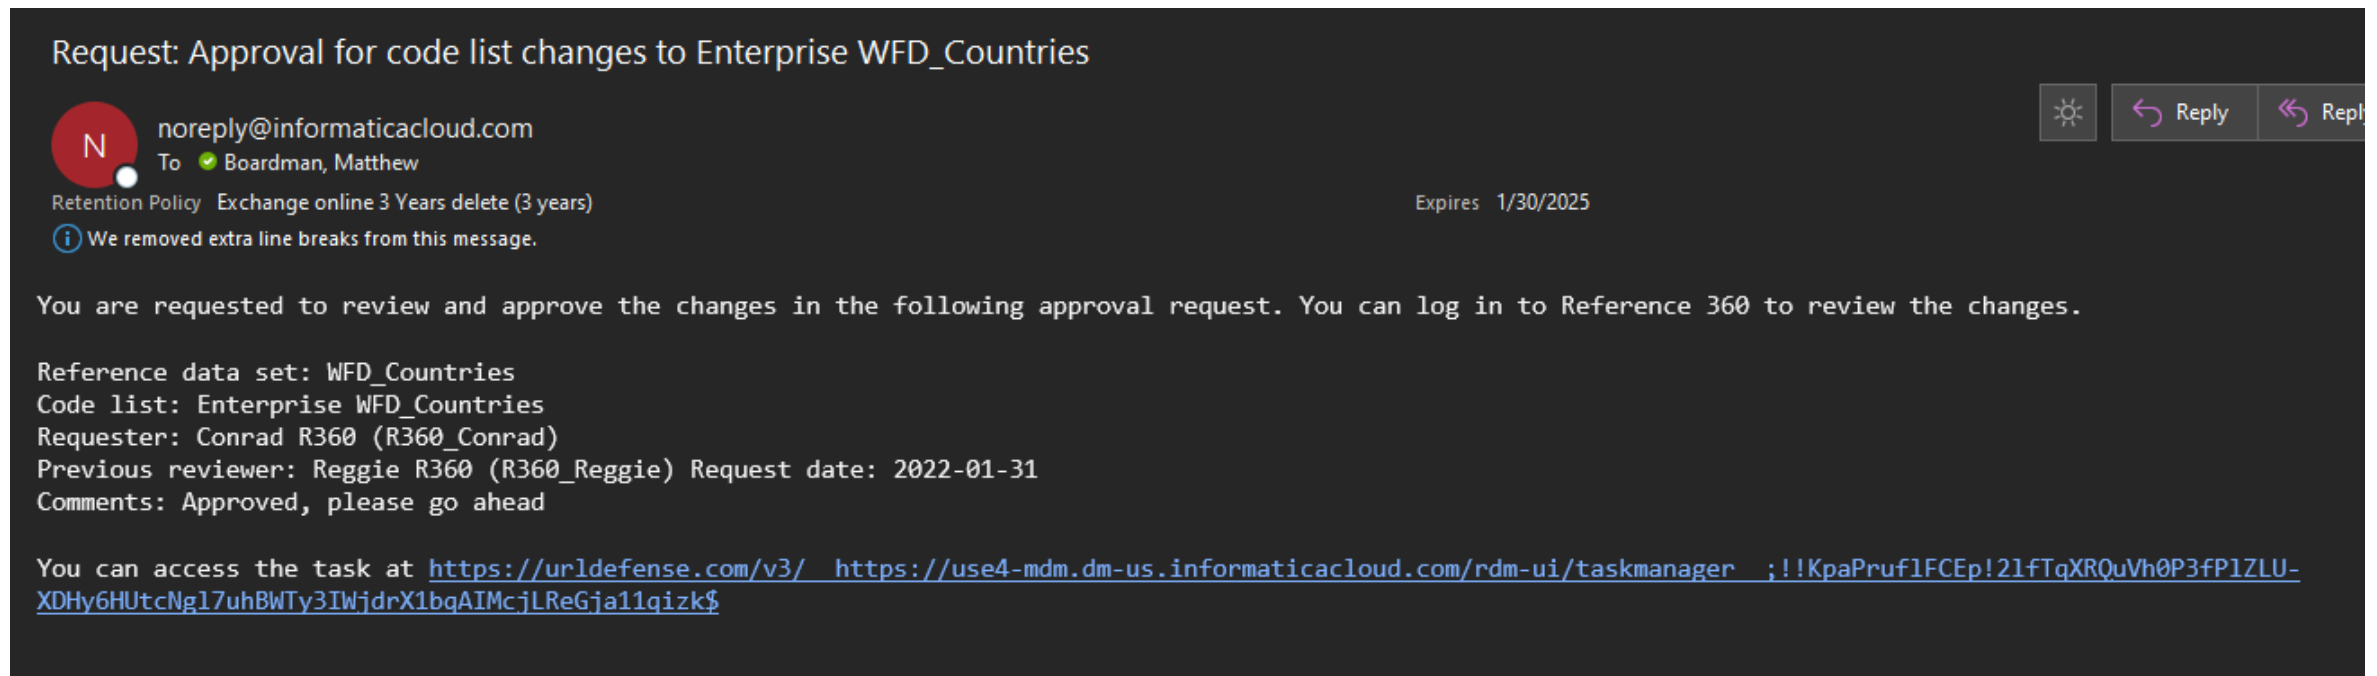 Request: Approval for code list changes to Enterprise WFD_Countries
N
noreply@informaticacloud.com
To Boardman, Matthew
Reply
Reply
Retention Policy Exchange online 3 Years delete (3 years)
Expires 1/30/2025
We removed extra line breaks from this message.
You are requested to review and approve the changes in the following approval request. You can log in to Reference 360 to review the changes.
Reference data set: WFD_Countries
Code list: Enterprise WFD_Countries
Requester: Conrad R360 (R360_Conrad)
Previous reviewer: Reggie R360 (R360_Reggie) Request date: 2022-01-31
Comments: Approved, please go ahead
You can access the task at https://urldefense.com/v3/__https://use4-mdm.dm-us.informaticacloud.com/rdm-ui/taskmanager__;!!KpaPruflFCEp!2lfTqXRQuVh0P3fPlZLU-
XDHy6HUtcNgl7uhBWTy3IWjdrX1bqAIMcjLReGja11qizk$